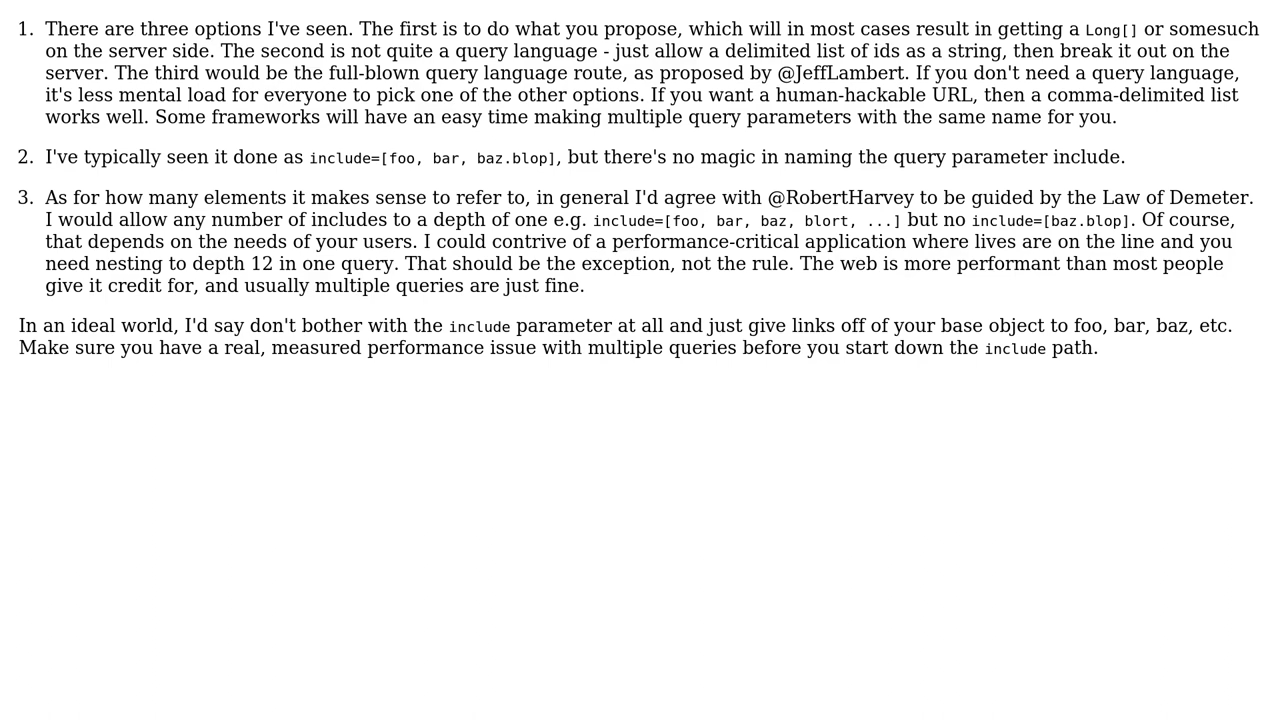 1. There are three options I've seen. The first is to do what you propose, which will in most cases result in getting a Long[] or somesuch
on the server side. The second is not quite a query language - just allow a delimited list of ids as a string, then break it out on the
server. The third would be the full-blown query language route, as proposed by @JeffLambert. If you don't need a query language,
it's less mental load for everyone to pick one of the other options. If you want a human-hackable URL, then a comma-delimited list
works well. Some frameworks will have an easy time making multiple query parameters with the same name for you.
2. I've typically seen it done as include=[foo, bar, baz.blop], but there's no magic in naming the query parameter include.
3. As for how many elements it makes sense to refer to, in general I'd agree with @RobertHarvey to be guided by the Law of Demeter.
I would allow any number of includes to a depth of one e.g. include=[foo, bar, baz, blort, ...] but no include=[baz.blop]. Of course,
that depends on the needs of your users. I could contrive of a performance-critical application where lives are on the line and you
need nesting to depth 12 in one query. That should be the exception, not the rule. The web is more performant than most people
give it credit for, and usually multiple queries are just fine.
In an ideal world, I'd say don't bother with the include parameter at all and just give links off of your base object to foo, bar, baz, etc.
Make sure you have a real, measured performance issue with multiple queries before you start down the include path.